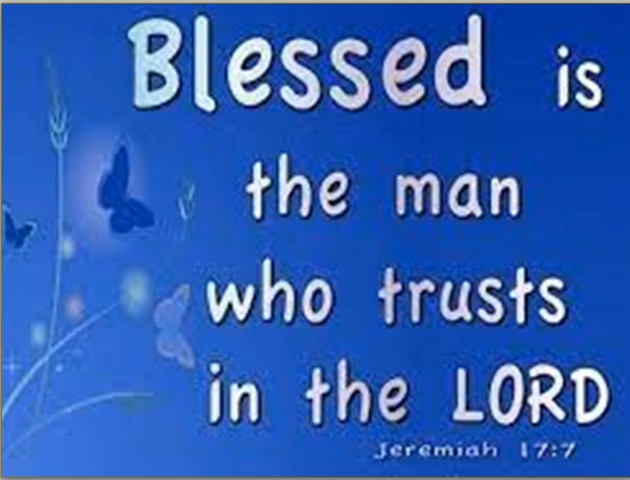 Blessed is
the man
who trusts
in the LORD
Jeremiah 17:7